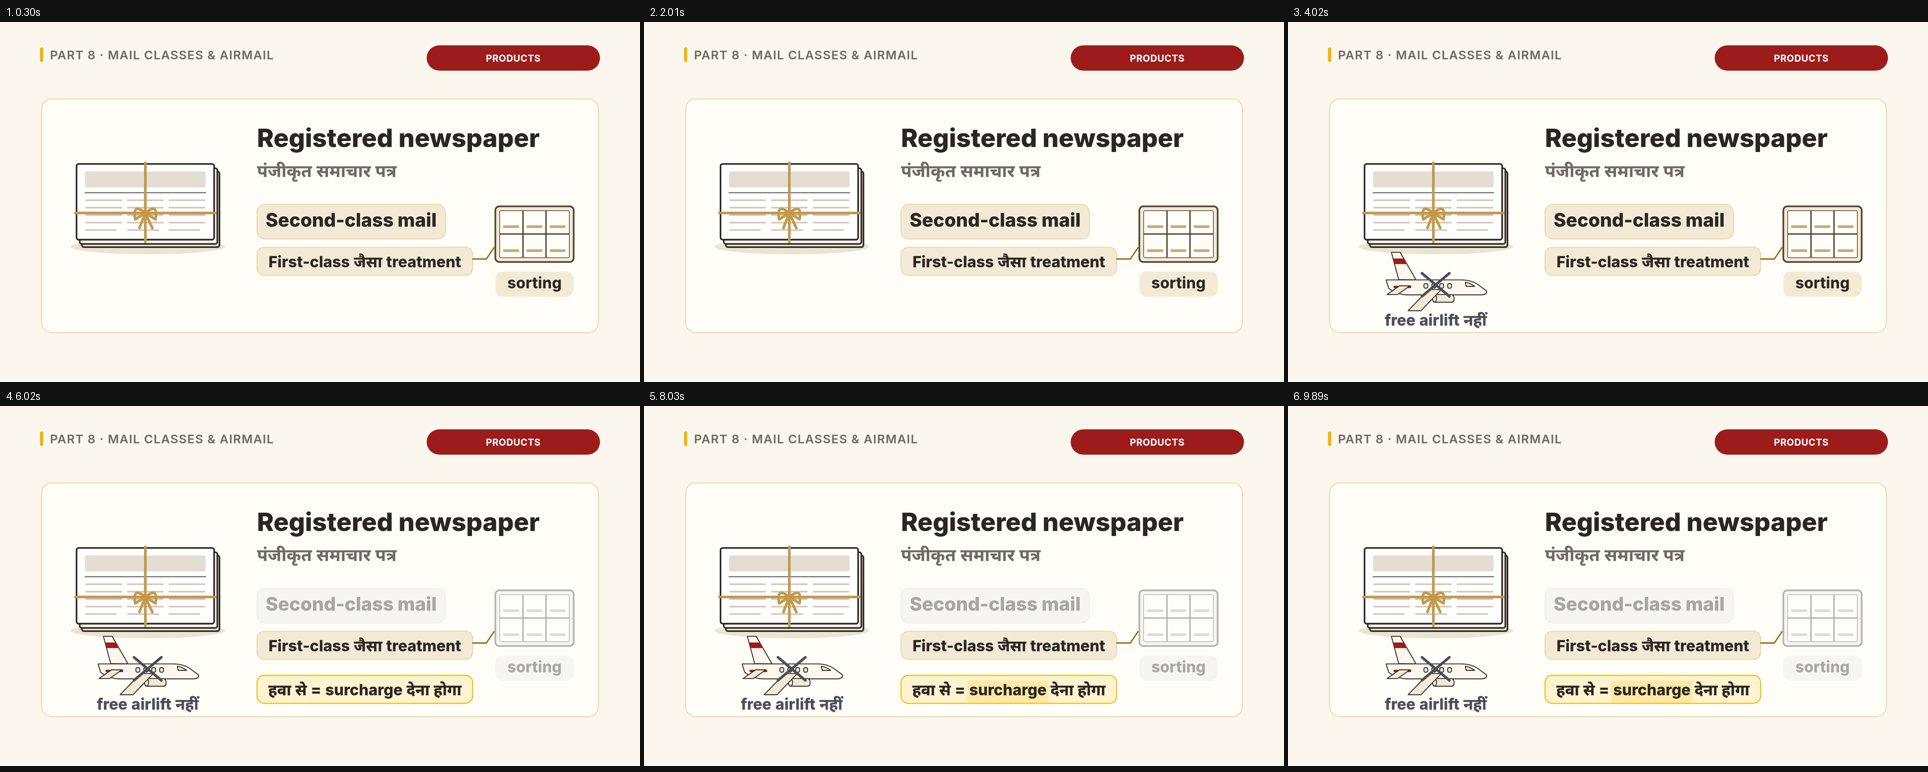 1. 0.30s
PART 8 · MAIL CLASSES & AIRMAIL
PRODUCTS
Registered newspaper
पंजीकृत समाचार पत्र
Second-class mail
First-class जैसा treatment
sorting
2. 2.01s
PART 8 · MAIL CLASSES & AIRMAIL
PRODUCTS
Registered newspaper
पंजीकृत समाचार पत्र
Second-class mail
First-class जैसा treatment
sorting
3. 4.02s
PART 8 · MAIL CLASSES & AIRMAIL
PRODUCTS
Registered newspaper
पंजीकृत समाचार पत्र
Second-class mail
First-class जैसा treatment
sorting
free airlift नहीं
4. 6.02s
PART 8 · MAIL CLASSES & AIRMAIL
PRODUCTS
Registered newspaper
पंजीकृत समाचार पत्र
Second-class mail
First-class जैसा treatment
sorting
हवा से = surcharge देना होगा
free airlift नहीं
5. 8.03s
PART 8 · MAIL CLASSES & AIRMAIL
PRODUCTS
Registered newspaper
पंजीकृत समाचार पत्र
Second-class mail
First-class जैसा treatment
sorting
हवा से = surcharge देना होगा
free airlift नहीं
6. 9.89s
PART 8 · MAIL CLASSES & AIRMAIL
PRODUCTS
Registered newspaper
पंजीकृत समाचार पत्र
Second-class mail
First-class जैसा treatment
sorting
हवा से = surcharge देना होगा
free airlift नहीं